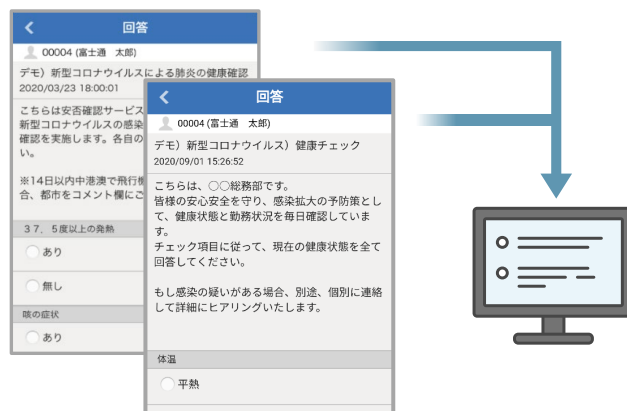 回答
00004 (富士通　太郎)
デモ）新型コロナウイルスによる肺炎の健康確認
2020/03/23 18:00:01
こちらは安否確認サービス
新型コロナウイルスの感染
確認を実施します。各自の
い。
※14日以内中港澳で飛行機
合、都市をコメント欄にご
３７．５度以上の発熱
あり
無し
咳の症状
あり
回答
00004 (富士通　太郎)
デモ）新型コロナウイルス）健康チェック
2020/09/01 15:26:52
こちらは、〇〇総務部です。
皆様の安心安全を守り、感染拡大の予防策とし
て、健康状態と勤務状況を毎日確認していま
す。
チェック項目に従って、現在の健康状態を全て
回答してください。
もし感染の疑いがある場合、別途、個別に連絡
して詳細にヒアリングいたします。
体温
平熱